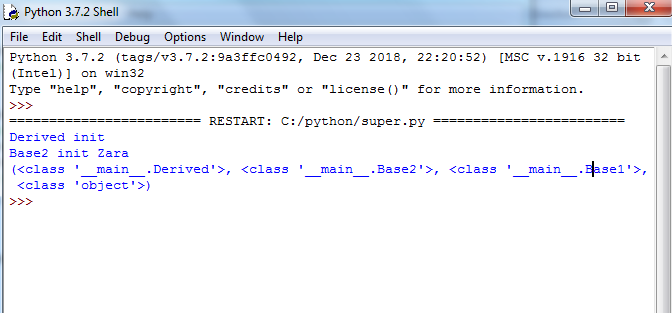 Python 3.7.2 Shell
File Edit Shell Debug Options Window Help
Python 3.7.2 (tags/v3.7.2:9a3ffc0492, Dec 23 2018, 22:20:52) [MSC v.1916 32 bit
(Intel)] on win32
Type "help", "copyright", "credits" or "license()" for more information.
>>>
======================== RESTART: C:/python/super.py ========================
Derived init
Base2 init Zara
(<class '__main__.Derived'>, <class '__main__.Base2'>, <class '__main__.Base1'>,
<class 'object'>)
>>>